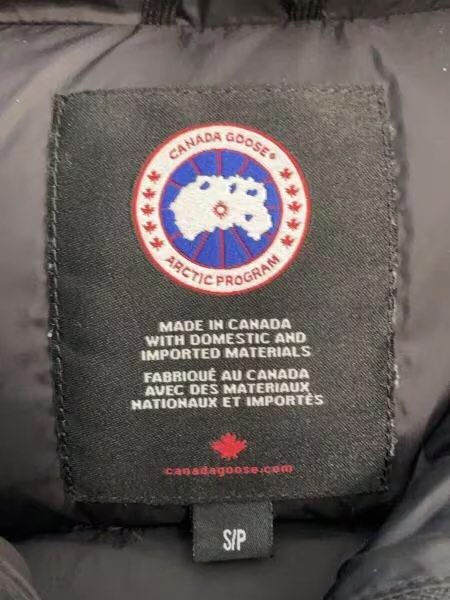 CANADA GOOSE®
ARCTIC PROGRAM
MADE IN CANADA
WITH DOMESTIC AND
IMPORTED MATERIALS
FABRIQUÉ AU CANADA
AVEC DES MATERIAUX
NATIONAUX ET IMPORTÉS
canadagoose.com
S/P